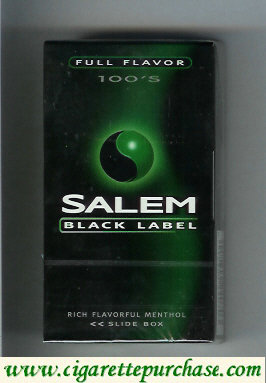 FULL FLAVOR
100'S
SALEM
BLACK LABEL
RICH FLAVORFUL MENTHOL
<< SLIDE BOX
www.cigarettepurchase.com